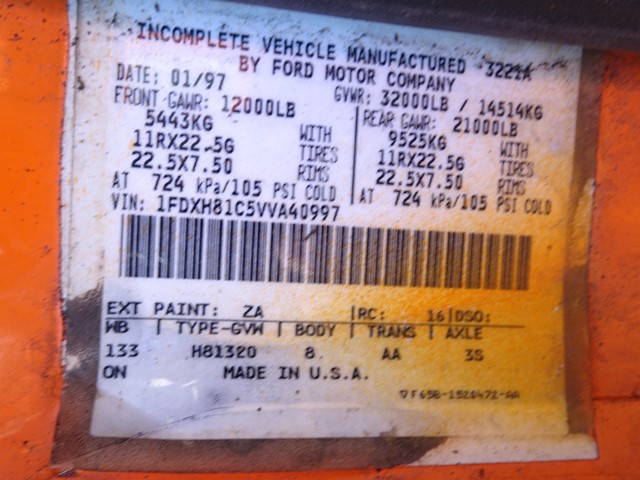 INCOMPLETE VEHICLE MANUFACTURED 3221A
BY FORD MOTOR COMPANY
DATE: 01/97
GVWR: 32000LB / 14514KG
FRONT GAWR: 12000LB
5443KG WITH
11RX22.5G TIRES
22.5X7.50 RIMS
AT 724 kPa/105 PSI COLD
REAR GAWR: 21000LB
9525KG WITH
11RX22.5G TIRES
22.5X7.50 RIMS
AT 724 kPa/105 PSI COLD
VIN: 1FDXH81C5VVA40997
EXT PAINT: ZA |RC: 16|DSO:
WB | TYPE-GVW | BODY | TRANS | AXLE
133 H81320 8 AA 3S
ON MADE IN U.S.A.
F65B-1520472-AA